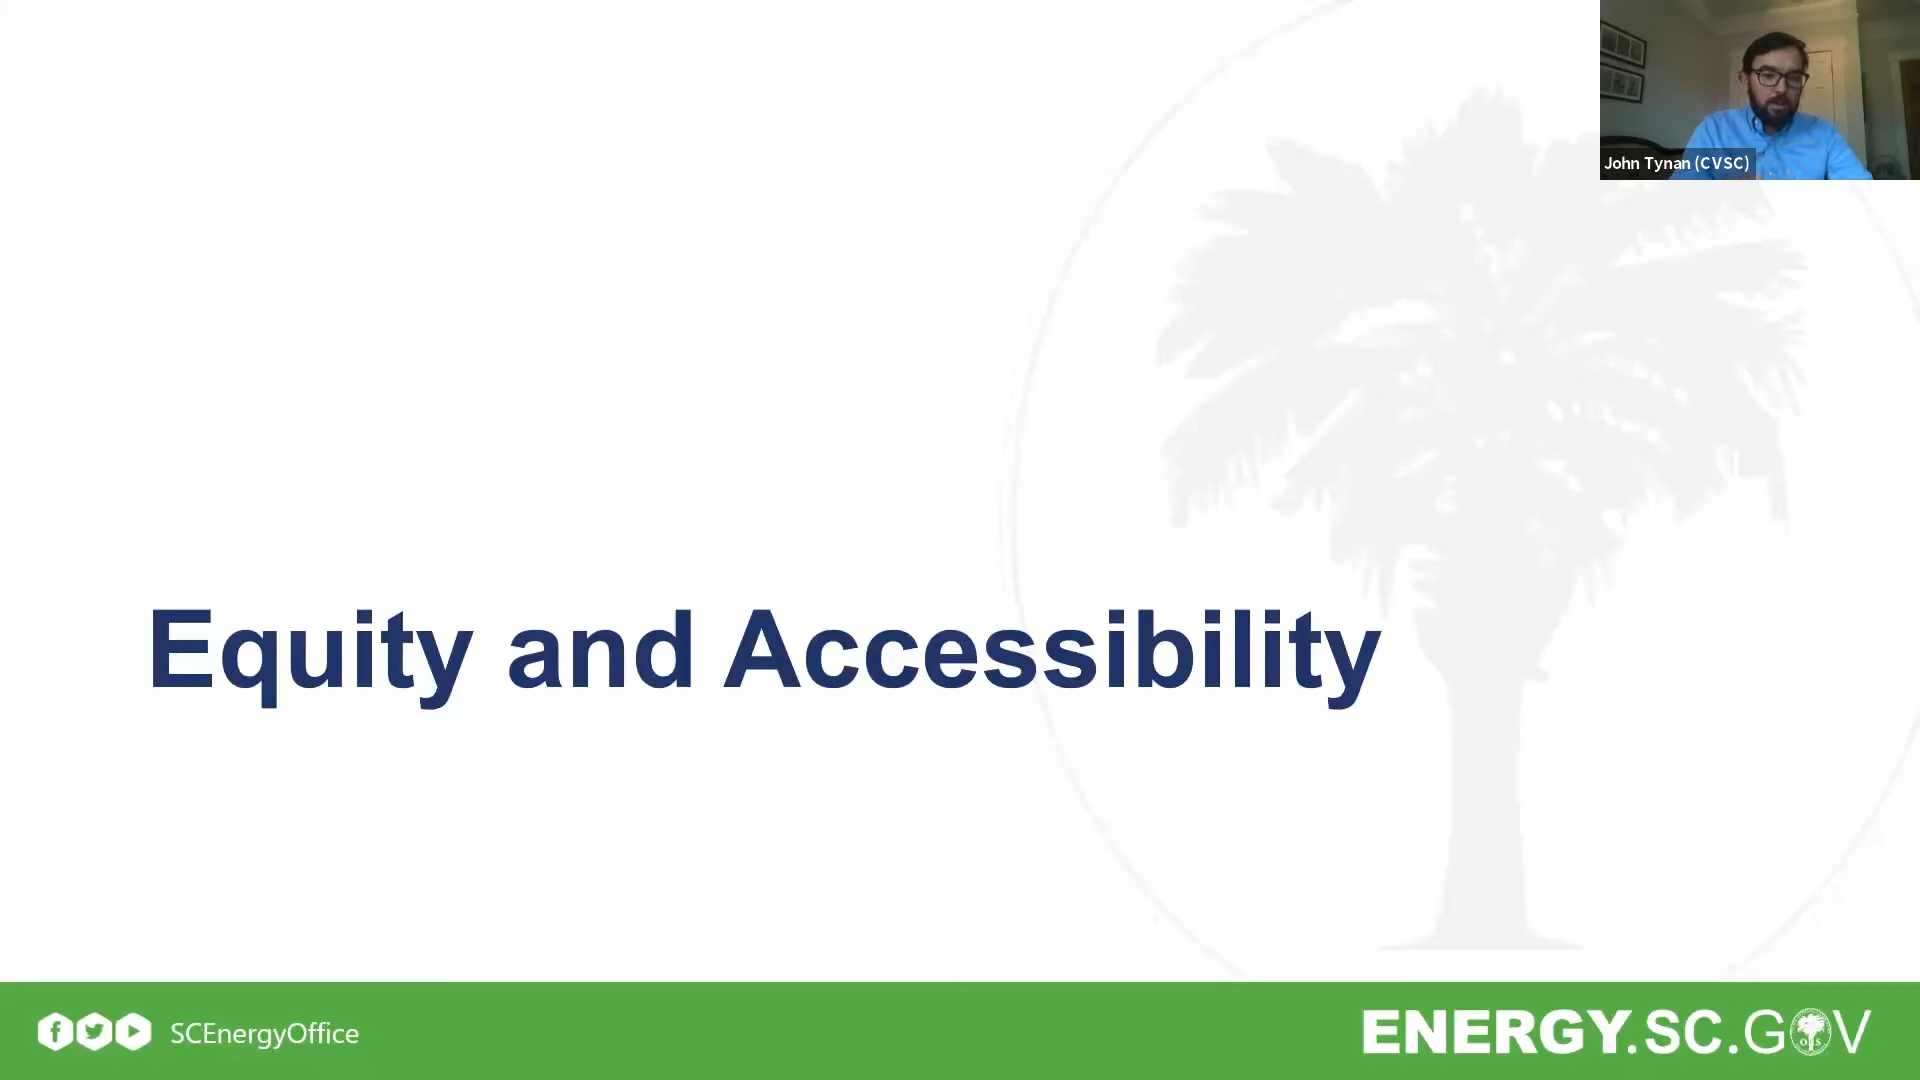 John Tynan (CVSC)
Equity and Accessibility
SCEnergyOffice
ENERGY.SC.GOV